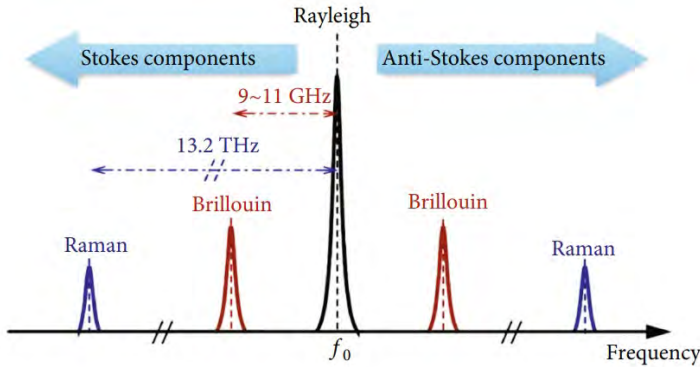 Rayleigh
Stokes components
Anti-Stokes components
9~11 GHz
13.2 THz
Brillouin
Brillouin
Raman
Raman
f0
Frequency